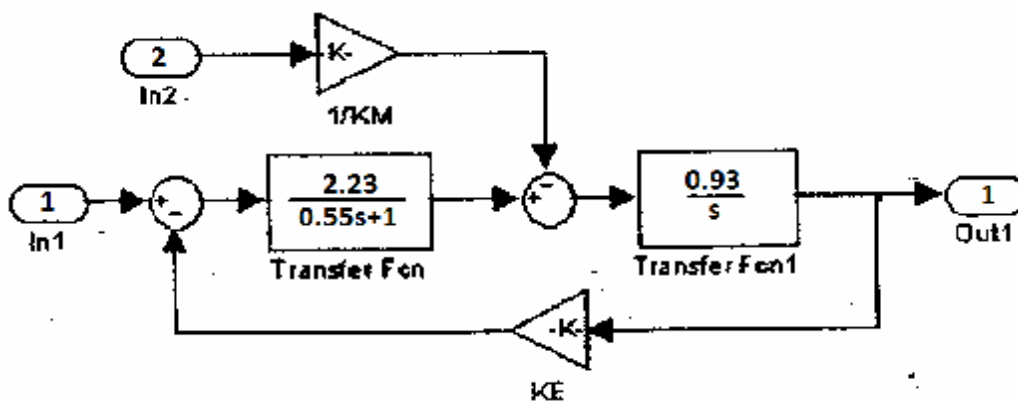 2
In2
K-
1/KM
1
In1
+
-
2.23
0.55s+1
Transfer Fcn
-
+
0.93
s
Transfer Fcn1
1
Out1
-K-
KE